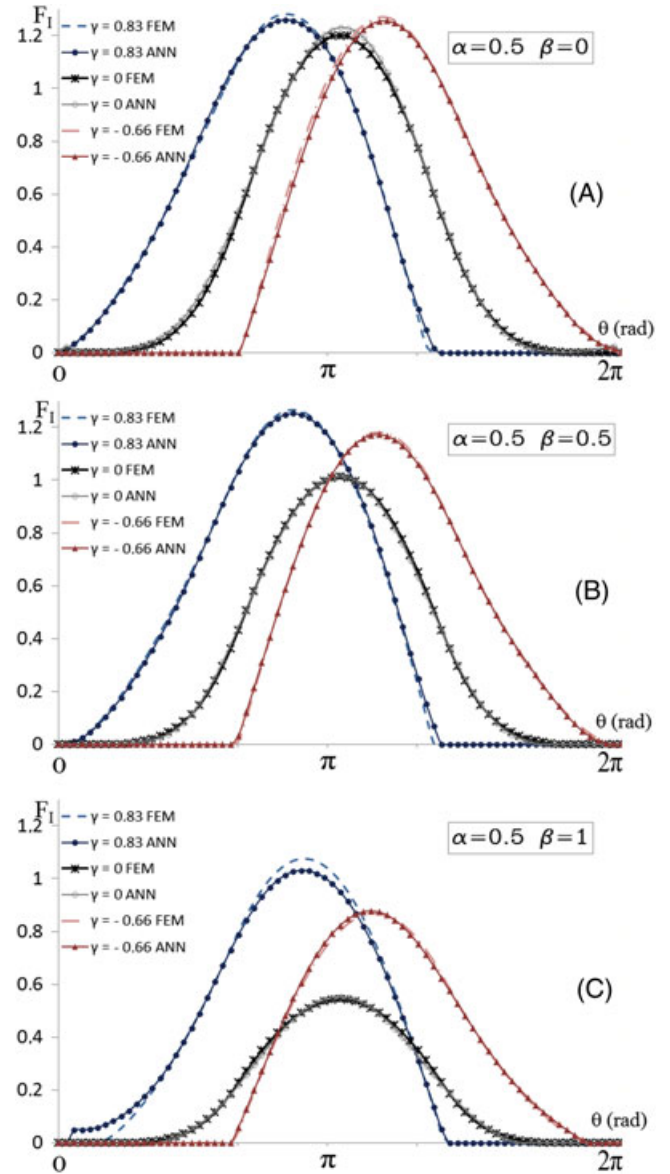 F_I
1.2
1
0.8
0.6
0.4
0.2
0
γ = 0.83 FEM
γ = 0.83 ANN
γ = 0 FEM
γ = 0 ANN
γ = - 0.66 FEM
γ = - 0.66 ANN
α=0.5 β=0
(A)
θ (rad)
0
π
2π
F_I
1.2
1
0.8
0.6
0.4
0.2
0
γ = 0.83 FEM
γ = 0.83 ANN
γ = 0 FEM
γ = 0 ANN
γ = - 0.66 FEM
γ = - 0.66 ANN
α=0.5 β=0.5
(B)
θ (rad)
0
π
2π
F_I
1.2
1
0.8
0.6
0.4
0.2
0
γ = 0.83 FEM
γ = 0.83 ANN
γ = 0 FEM
γ = 0 ANN
γ = - 0.66 FEM
γ = - 0.66 ANN
α=0.5 β=1
(C)
θ (rad)
0
π
2π